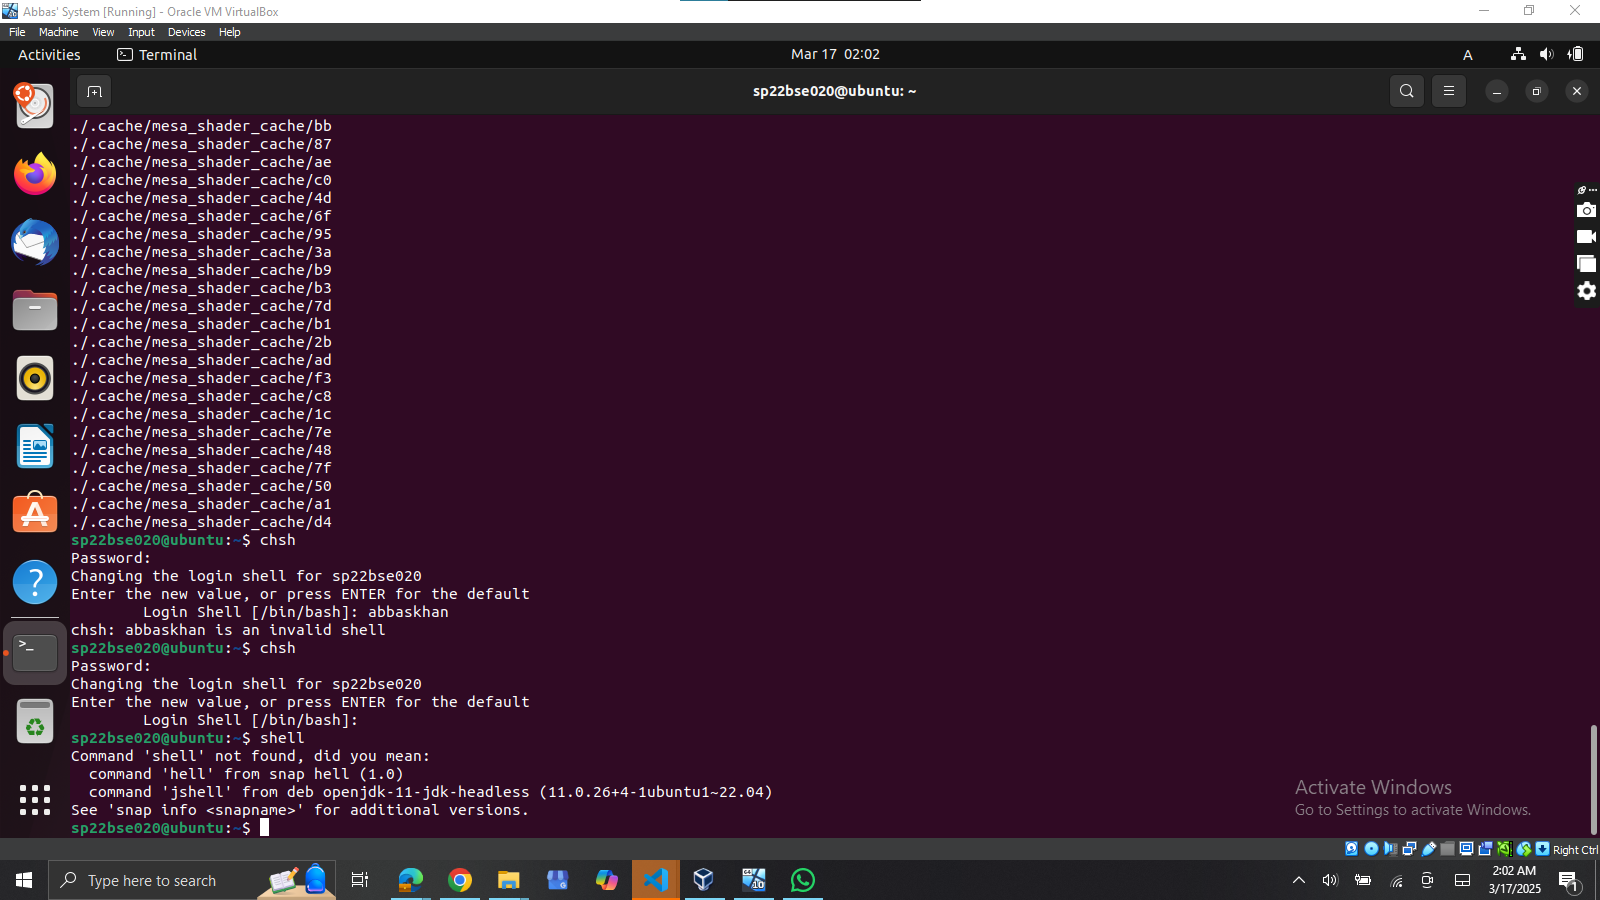 Abbas' System [Running] - Oracle VM VirtualBox
File Machine View Input Devices Help
Activities Terminal Mar 17 02:02 A
sp22bse020@ubuntu: ~
./.cache/mesa_shader_cache/bb
./.cache/mesa_shader_cache/87
./.cache/mesa_shader_cache/ae
./.cache/mesa_shader_cache/c0
./.cache/mesa_shader_cache/4d
./.cache/mesa_shader_cache/6f
./.cache/mesa_shader_cache/95
./.cache/mesa_shader_cache/3a
./.cache/mesa_shader_cache/b9
./.cache/mesa_shader_cache/b3
./.cache/mesa_shader_cache/7d
./.cache/mesa_shader_cache/b1
./.cache/mesa_shader_cache/2b
./.cache/mesa_shader_cache/ad
./.cache/mesa_shader_cache/f3
./.cache/mesa_shader_cache/c8
./.cache/mesa_shader_cache/1c
./.cache/mesa_shader_cache/7e
./.cache/mesa_shader_cache/48
./.cache/mesa_shader_cache/7f
./.cache/mesa_shader_cache/50
./.cache/mesa_shader_cache/a1
./.cache/mesa_shader_cache/d4
sp22bse020@ubuntu:~$ chsh
Password:
Changing the login shell for sp22bse020
Enter the new value, or press ENTER for the default
Login Shell [/bin/bash]: abbaskhan
chsh: abbaskhan is an invalid shell
sp22bse020@ubuntu:~$ chsh
Password:
Changing the login shell for sp22bse020
Enter the new value, or press ENTER for the default
Login Shell [/bin/bash]:
sp22bse020@ubuntu:~$ shell
Command 'shell' not found, did you mean:
command 'hell' from snap hell (1.0)
command 'jshell' from deb openjdk-11-jdk-headless (11.0.26+4-1ubuntu1~22.04)
See 'snap info <snapname>' for additional versions.
sp22bse020@ubuntu:~$
Activate Windows
Go to Settings to activate Windows.
Right Ctrl
Type here to search
2:02 AM
3/17/2025
1